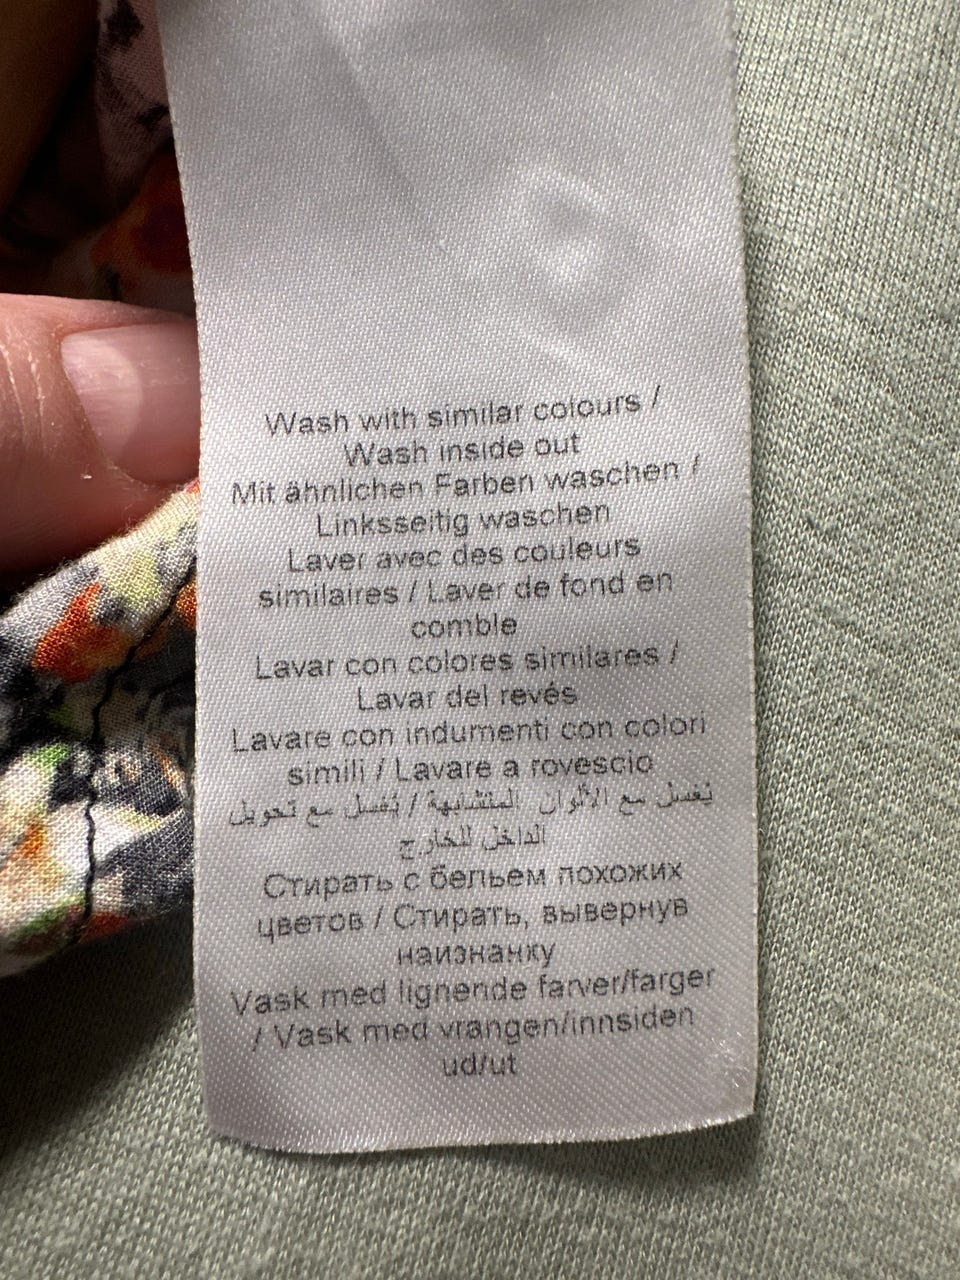 Wash with similar colours /
Wash inside out
Mit ähnlichen Farben waschen /
Linksseitig waschen
Laver avec des couleurs
similaires / Laver de fond en
comble
Lavar con colores similares /
Lavar del revés
Lavare con indumenti con colori
simili / Lavare a rovescio
يُغسل مع الألوان المتشابهة / يُغسل مع تحويل
الداخل للخارج
Стирать с бельем похожих
цветов / Стирать, вывернув
наизнанку
Vask med lignende farver/farger
/ Vask med vrangen/innsiden
ud/ut